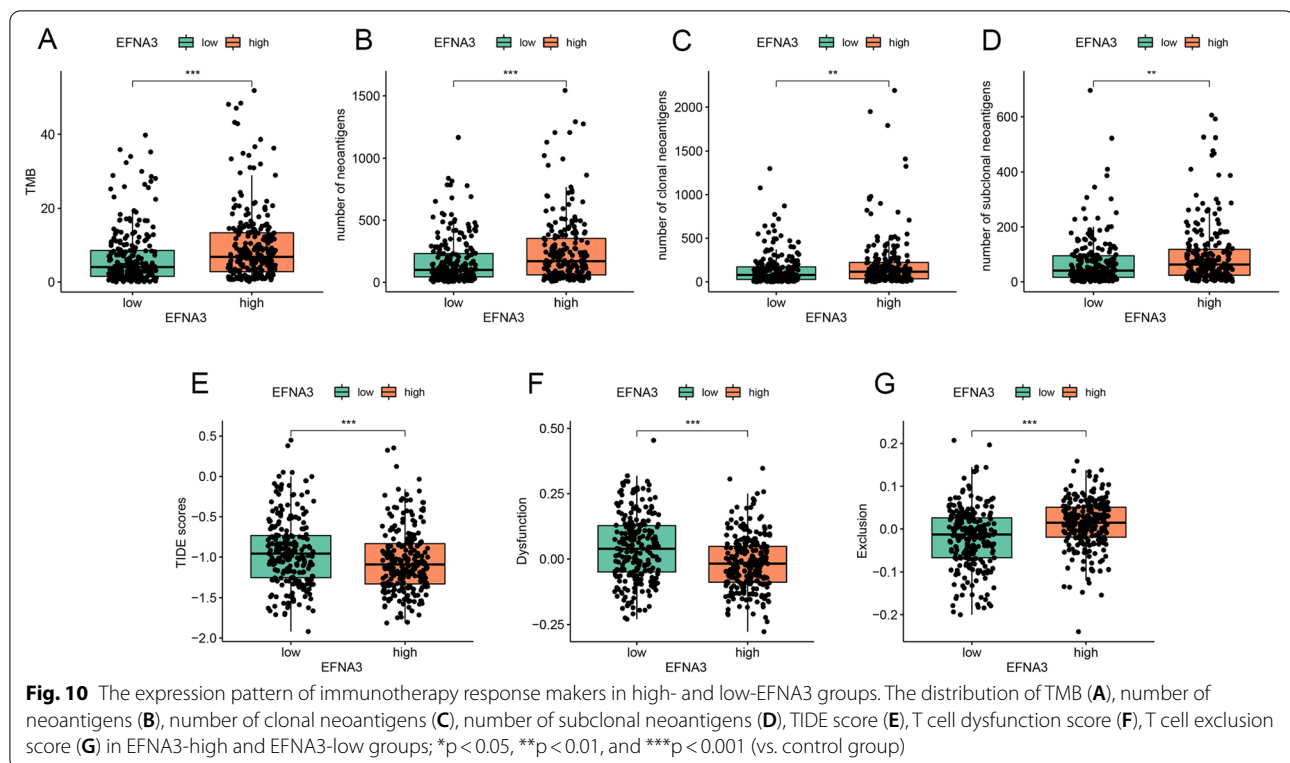 A
EFNA3 low high
***
TMB
40
20
0
low high
EFNA3
B
EFNA3 low high
***
number of neoantigens
1500
1000
500
0
low high
EFNA3
C
EFNA3 low high
**
number of clonal neoantigens
2000
1500
1000
500
0
low high
EFNA3
D
EFNA3 low high
**
number of subclonal neoantigens
600
400
200
0
low high
EFNA3
E
EFNA3 low high
***
TIDE scores
0.5
0.0
−0.5
−1.0
−1.5
−2.0
low high
EFNA3
F
EFNA3 low high
***
Dysfunction
0.50
0.25
0.00
−0.25
low high
EFNA3
G
EFNA3 low high
***
Exclusion
0.2
0.1
0.0
−0.1
−0.2
low high
EFNA3
Fig. 10 The expression pattern of immunotherapy response makers in high- and low-EFNA3 groups. The distribution of TMB (A), number of
neoantigens (B), number of clonal neoantigens (C), number of subclonal neoantigens (D), TIDE score (E), T cell dysfunction score (F), T cell exclusion
score (G) in EFNA3-high and EFNA3-low groups; *p < 0.05, **p < 0.01, and ***p < 0.001 (vs. control group)